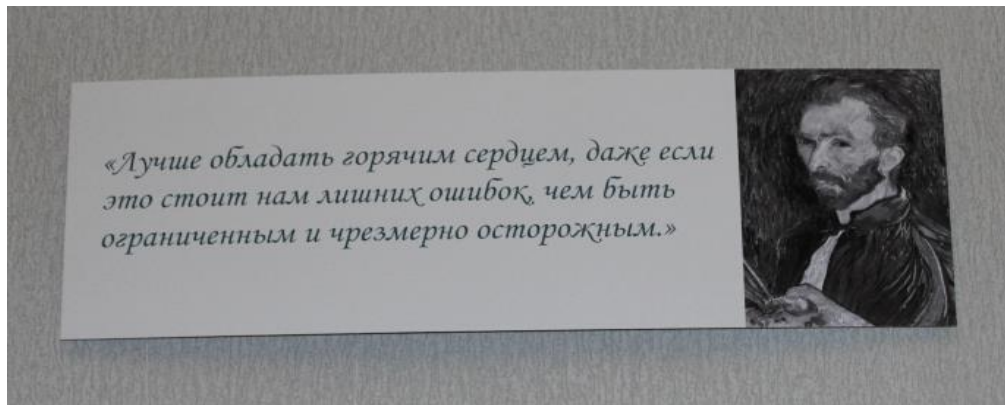 «Лучше обладать горячим сердцем, даже если
это стоит нам лишних ошибок, чем быть
ограниченным и чрезмерно осторожным.»